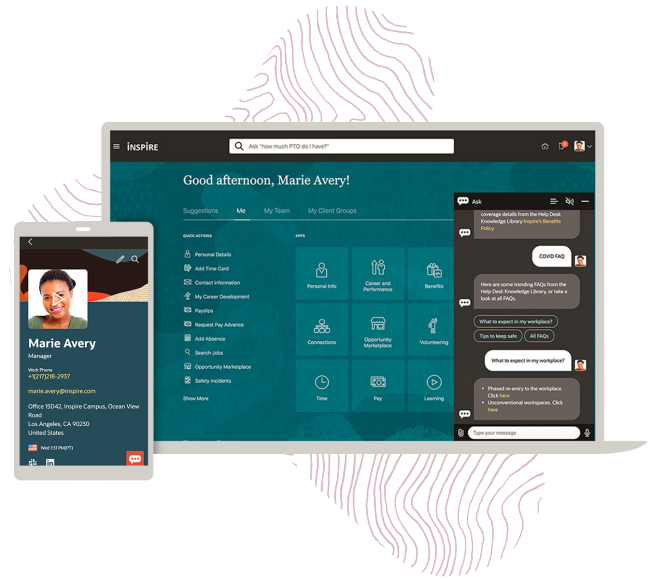 iNSPiRE
Ask "how much PTO do I have?"
Good afternoon, Marie Avery!
Suggestions
Me
My Team
My Client Groups
QUICK ACTIONS
Personal Details
Add Time Card
Contact Information
My Career Development
Payslips
Request Pay Advance
Add Absence
Search Jobs
Opportunity Marketplace
Safety Incidents
Show More
APPS
Personal Info
Career and
Performance
Benefits
Connections
Opportunity
Marketplace
Volunteering
Time
Pay
Learning
Ask
coverage details from the Help Desk
Knowledge Library Inspire's Benefits
Policy
COVID FAQ
Here are some trending FAQs from the
Help Desk Knowledge Library, or take a
look at all FAQs.
What to expect in my workplace?
Tips to keep safe
All FAQs
What to expect in my workplace?
• Phased re-entry to the workplace.
Click here
• Unconventional workspaces. Click
here
Type your message
Marie Avery
Manager
Work Phone
+1(217)218-2937
marie.avery@inspire.com
Office 15D42, Inspire Campus, Ocean View
Road
Los Angeles, CA 90230
United States
Wed 1:31 PM(PT)